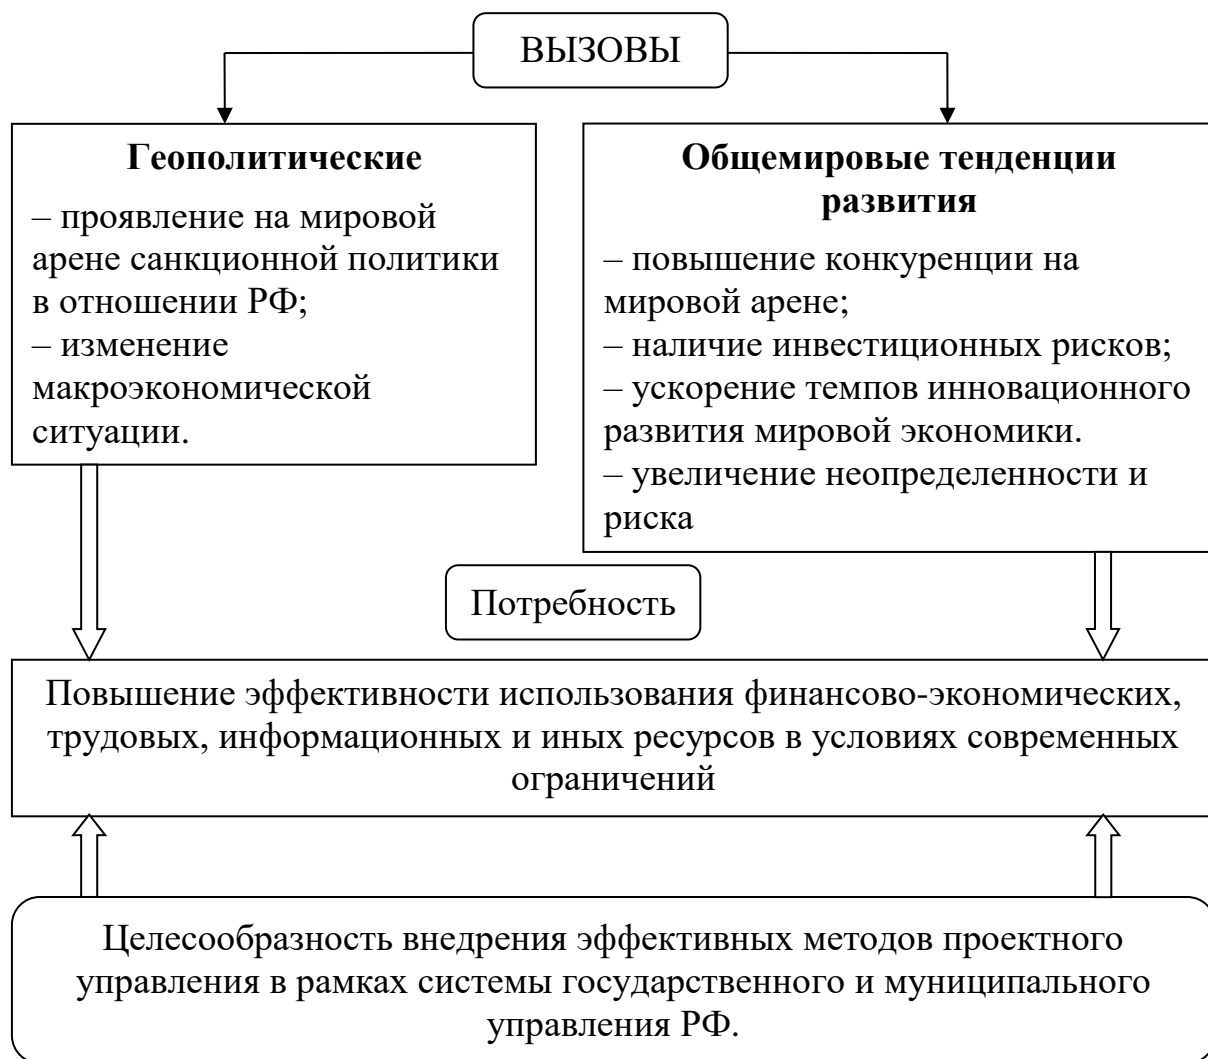 ВЫЗОВЫ
Геополитические
– проявление на мировой
арене санкционной политики
в отношении РФ;
– изменение
макроэкономической
ситуации.
Общемировые тенденции
развития
– повышение конкуренции на
мировой арене;
– наличие инвестиционных рисков;
– ускорение темпов инновационного
развития мировой экономики.
– увеличение неопределенности и
риска
Потребность
Повышение эффективности использования финансово-экономических,
трудовых, информационных и иных ресурсов в условиях современных
ограничений
Целесообразность внедрения эффективных методов проектного
управления в рамках системы государственного и муниципального
управления РФ.